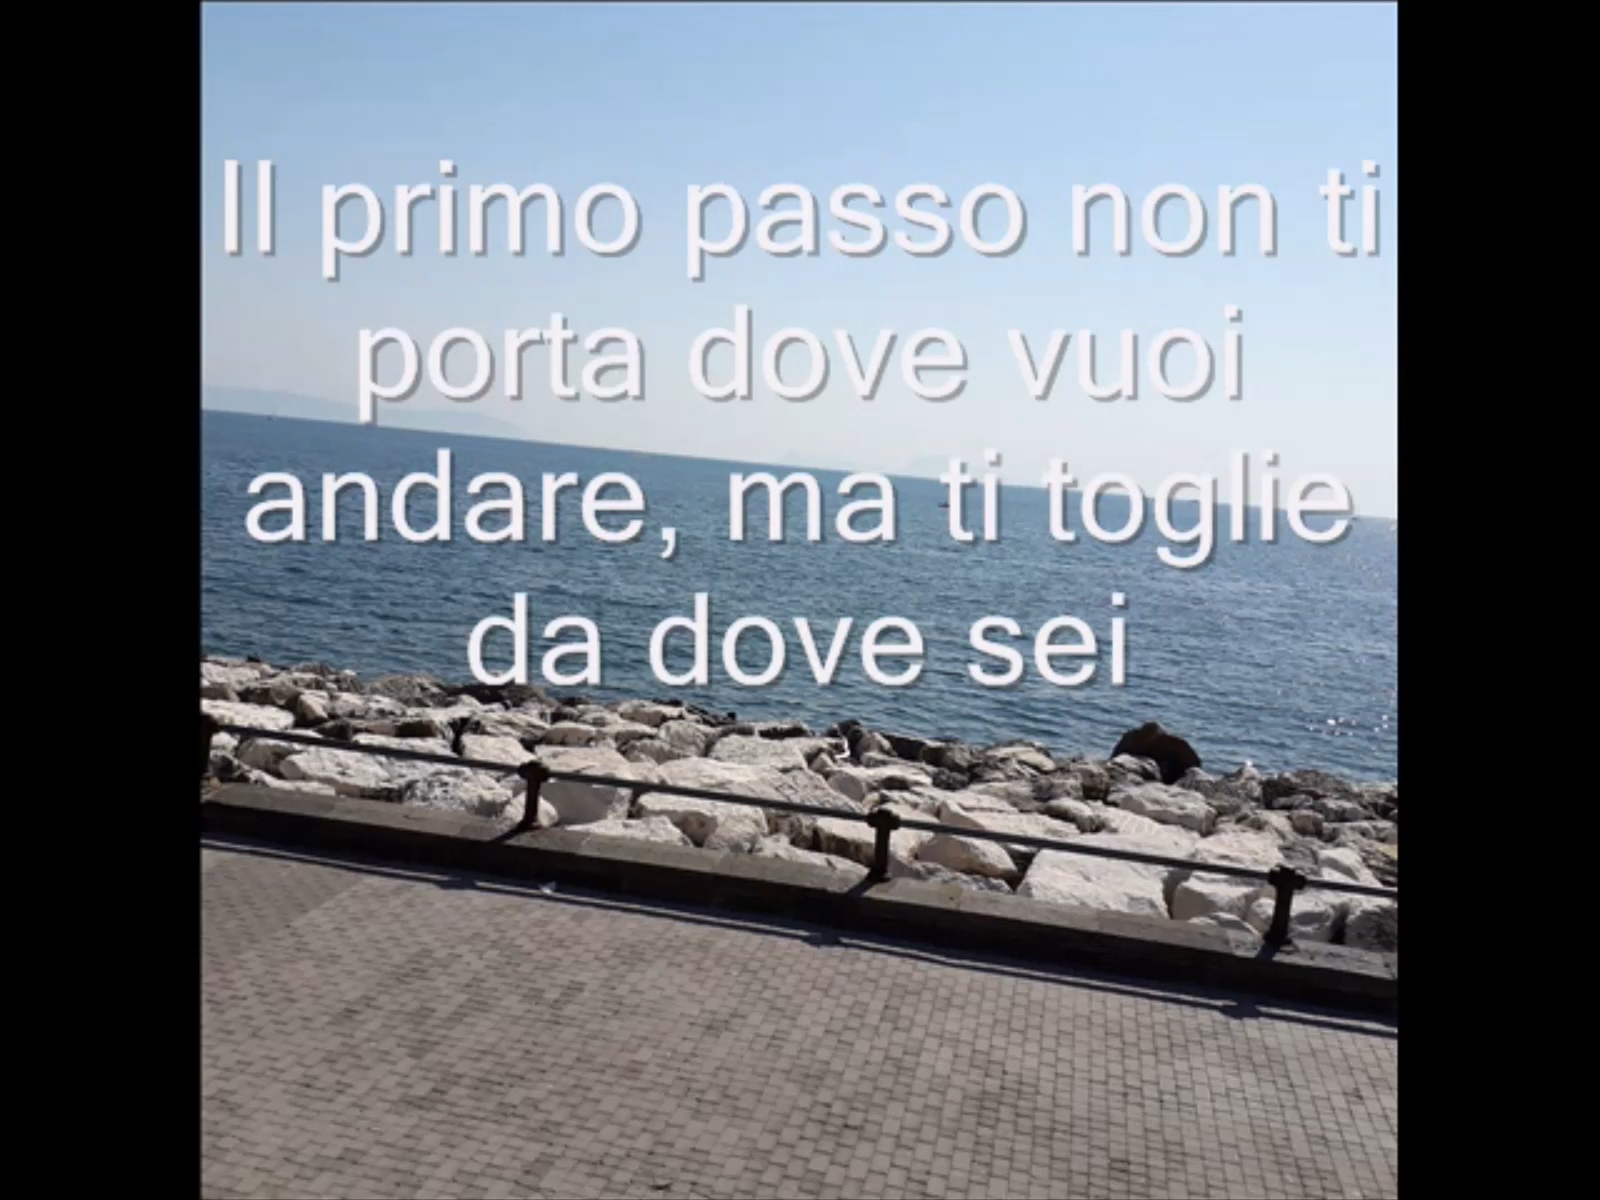 Il primo passo non ti
porta dove vuoi
andare, ma ti toglie
da dove sei